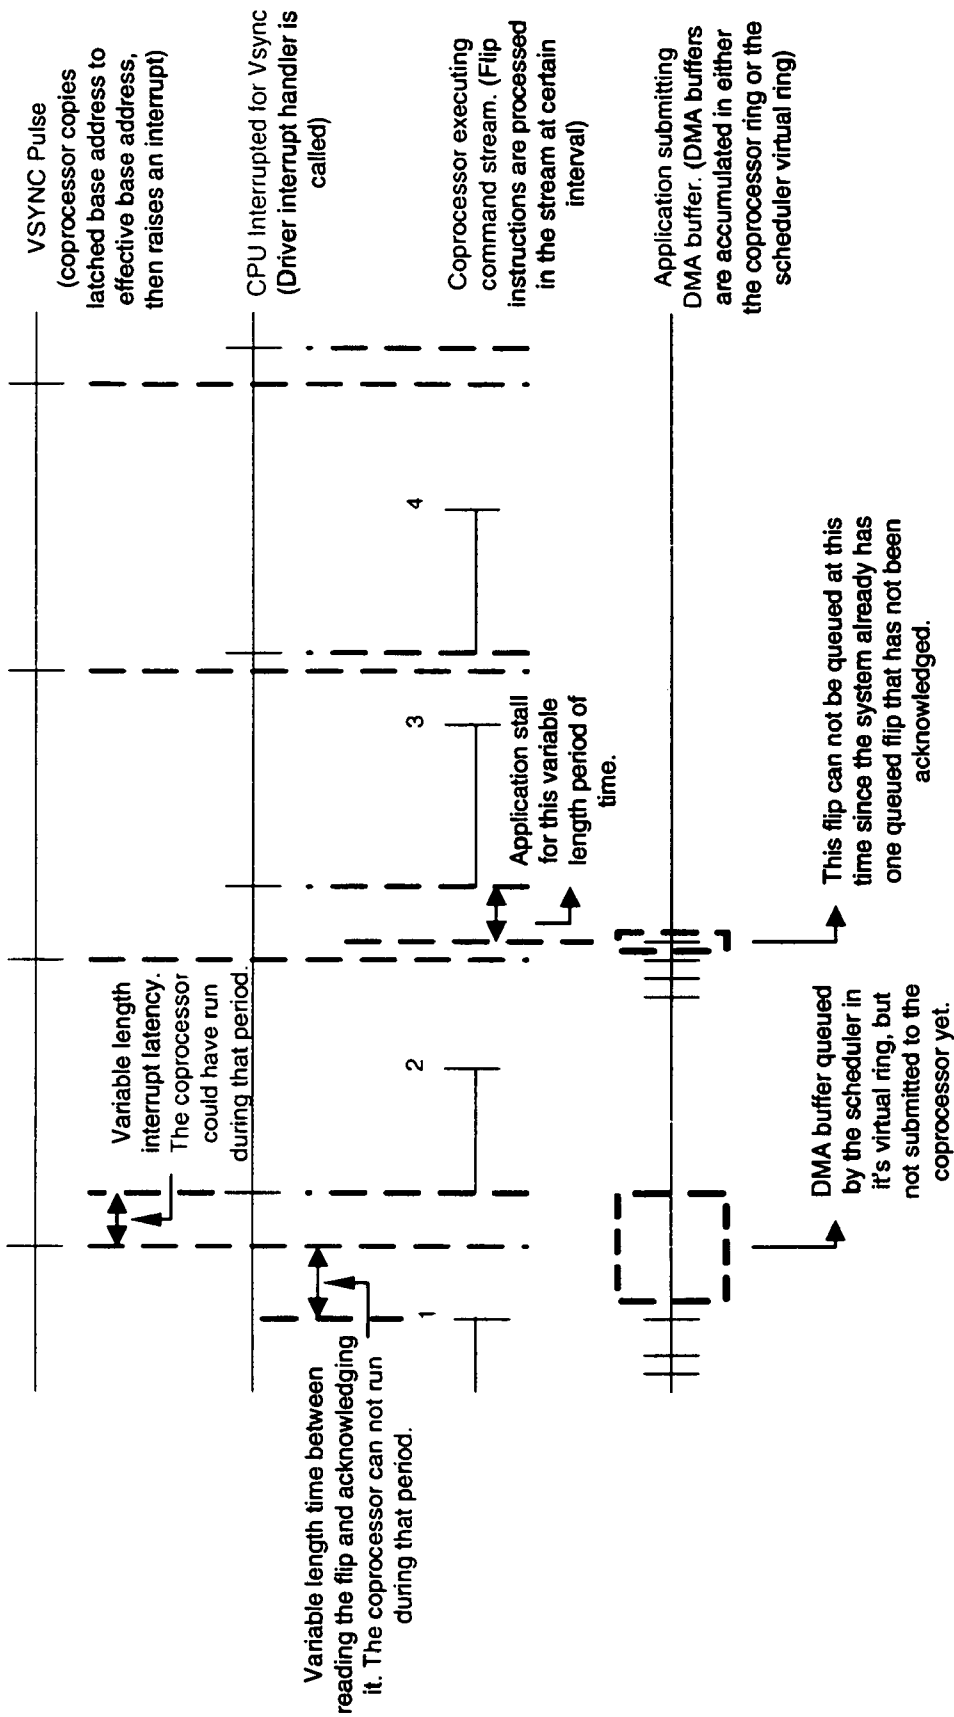 VSYNC Pulse
(coprocessor copies
latched base address to
effective base address,
then raises an interrupt)
CPU Interrupted for Vsync
(Driver interrupt handler is
called)
Coprocessor executing
command stream. (Flip
instructions are processed
in the stream at certain
interval)
Application submitting
DMA buffer. (DMA buffers
are accumulated in either
the coprocessor ring or the
scheduler virtual ring)
Variable length
interrupt latency.
The coprocessor
could have run
during that period.
Variable length time between
reading the flip and acknowledging
it. The coprocessor can not run
during that period.
1
2
3
4
Application stall
for this variable
length period of
time.
DMA buffer queued
by the scheduler in
it's virtual ring, but
not submitted to the
coprocessor yet.
This flip can not be queued at this
time since the system already has
one queued flip that has not been
acknowledged.